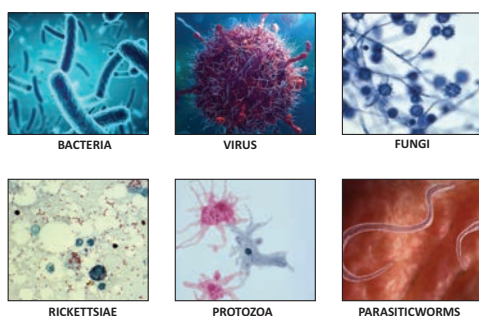 BACTERIA
VIRUS
FUNGI
RICKETTSIAE
PROTOZOA
PARASITICWORMS